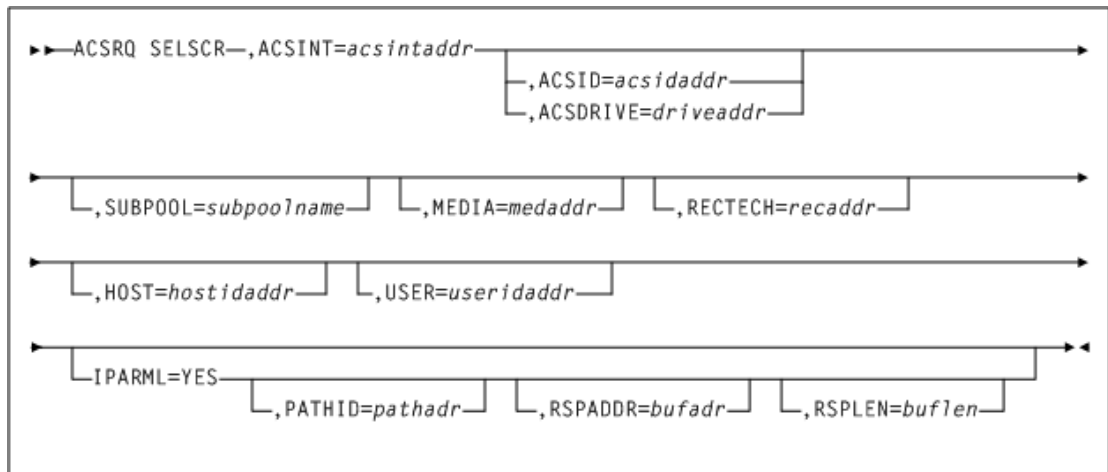 ACSRQ SELSCR ,ACSINT=acsintaddr
,ACSID=acsidaddr
,ACSDRIVE=driveaddr
,SUBPOOL=subpoolname ,MEDIA=medaddr ,RECTECH=recaddr
,HOST=hostidaddr ,USER=useridaddr
IPARML=YES
,PATHID=pathadr ,RSPADDR=bufadr ,RSPLEN=buflen